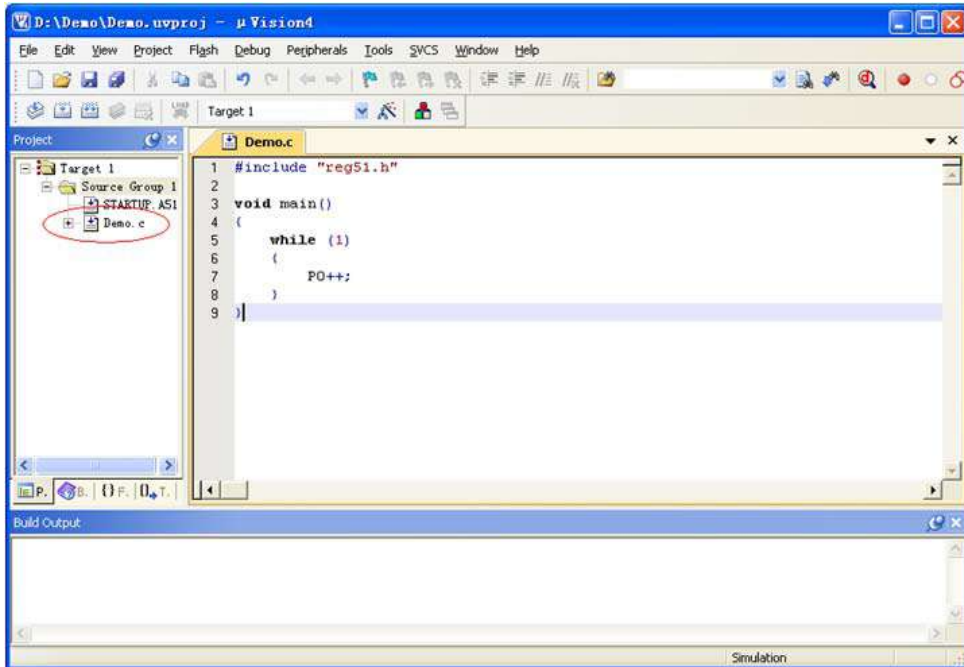 D:\Demo\Demo.uvproj - µVision4
File Edit View Project Flash Debug Peripherals Tools SVCS Window Help
Target 1
Project
Demo.c
Target 1
Source Group 1
STARTUP.A51
Demo.c
1 #include "reg51.h"
2
3 void main()
4 {
5 while (1)
6 {
7 P0++;
8 }
9 }
P. B. {} F. 0 T.
Build Output
Simulation